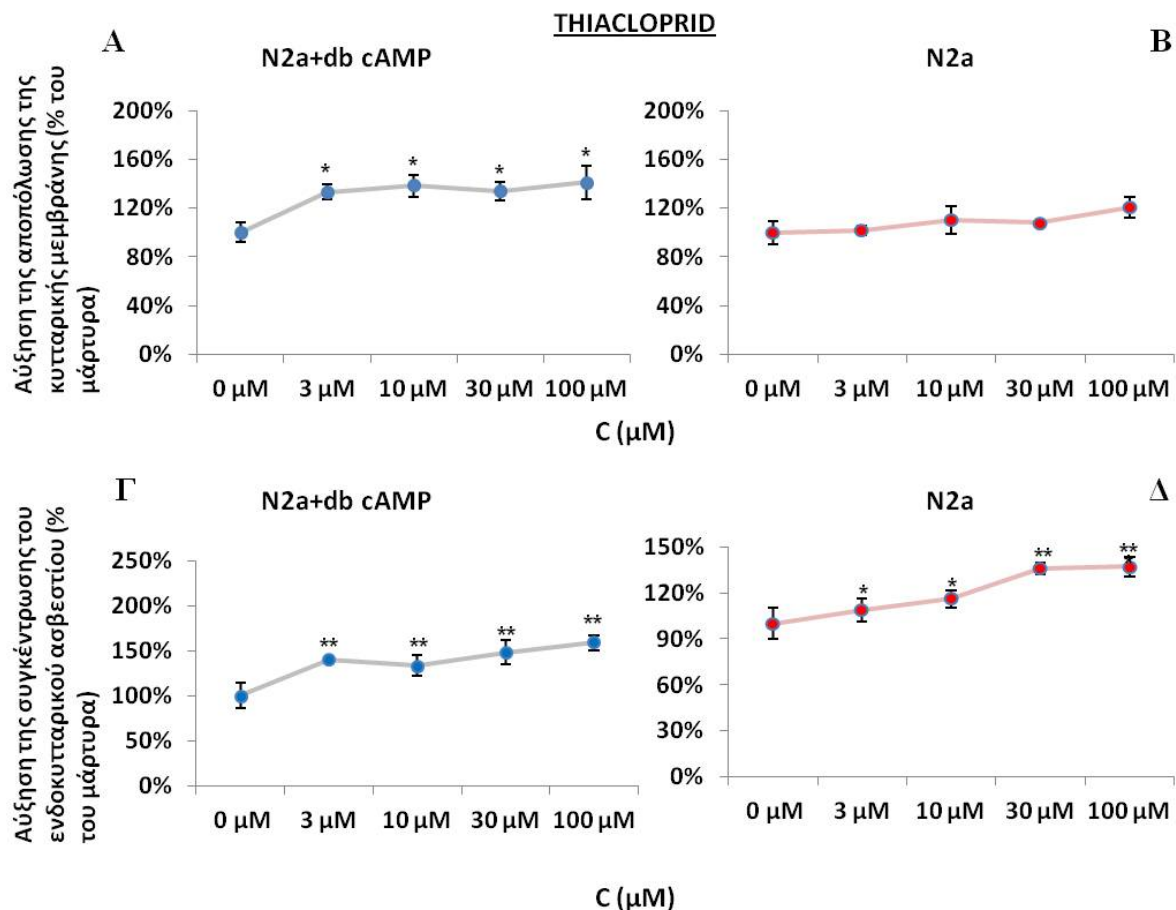 THIACLOPRID
Α
N2a+db cAMP
Αύξηση της αποπόλωσης της
κυτταρικής μεμβράνης (% του
μάρτυρα)
200%
160%
120%
80%
40%
0%
* * * *
0 μM 3 μM 10 μM 30 μM 100 μM
Β
N2a
200%
160%
120%
80%
40%
0%
0 μM 3 μM 10 μM 30 μM 100 μM
C (μM)
Γ
N2a+db cAMP
Αύξηση της συγκέντρωσης του
ενδοκυτταρικού ασβεστίου (%
του μάρτυρα)
250%
200%
150%
100%
50%
0%
** ** ** **
0 μM 3 μM 10 μM 30 μM 100 μM
Δ
N2a
150%
120%
90%
60%
30%
0%
* * ** **
0 μM 3 μM 10 μM 30 μM 100 μM
C (μM)